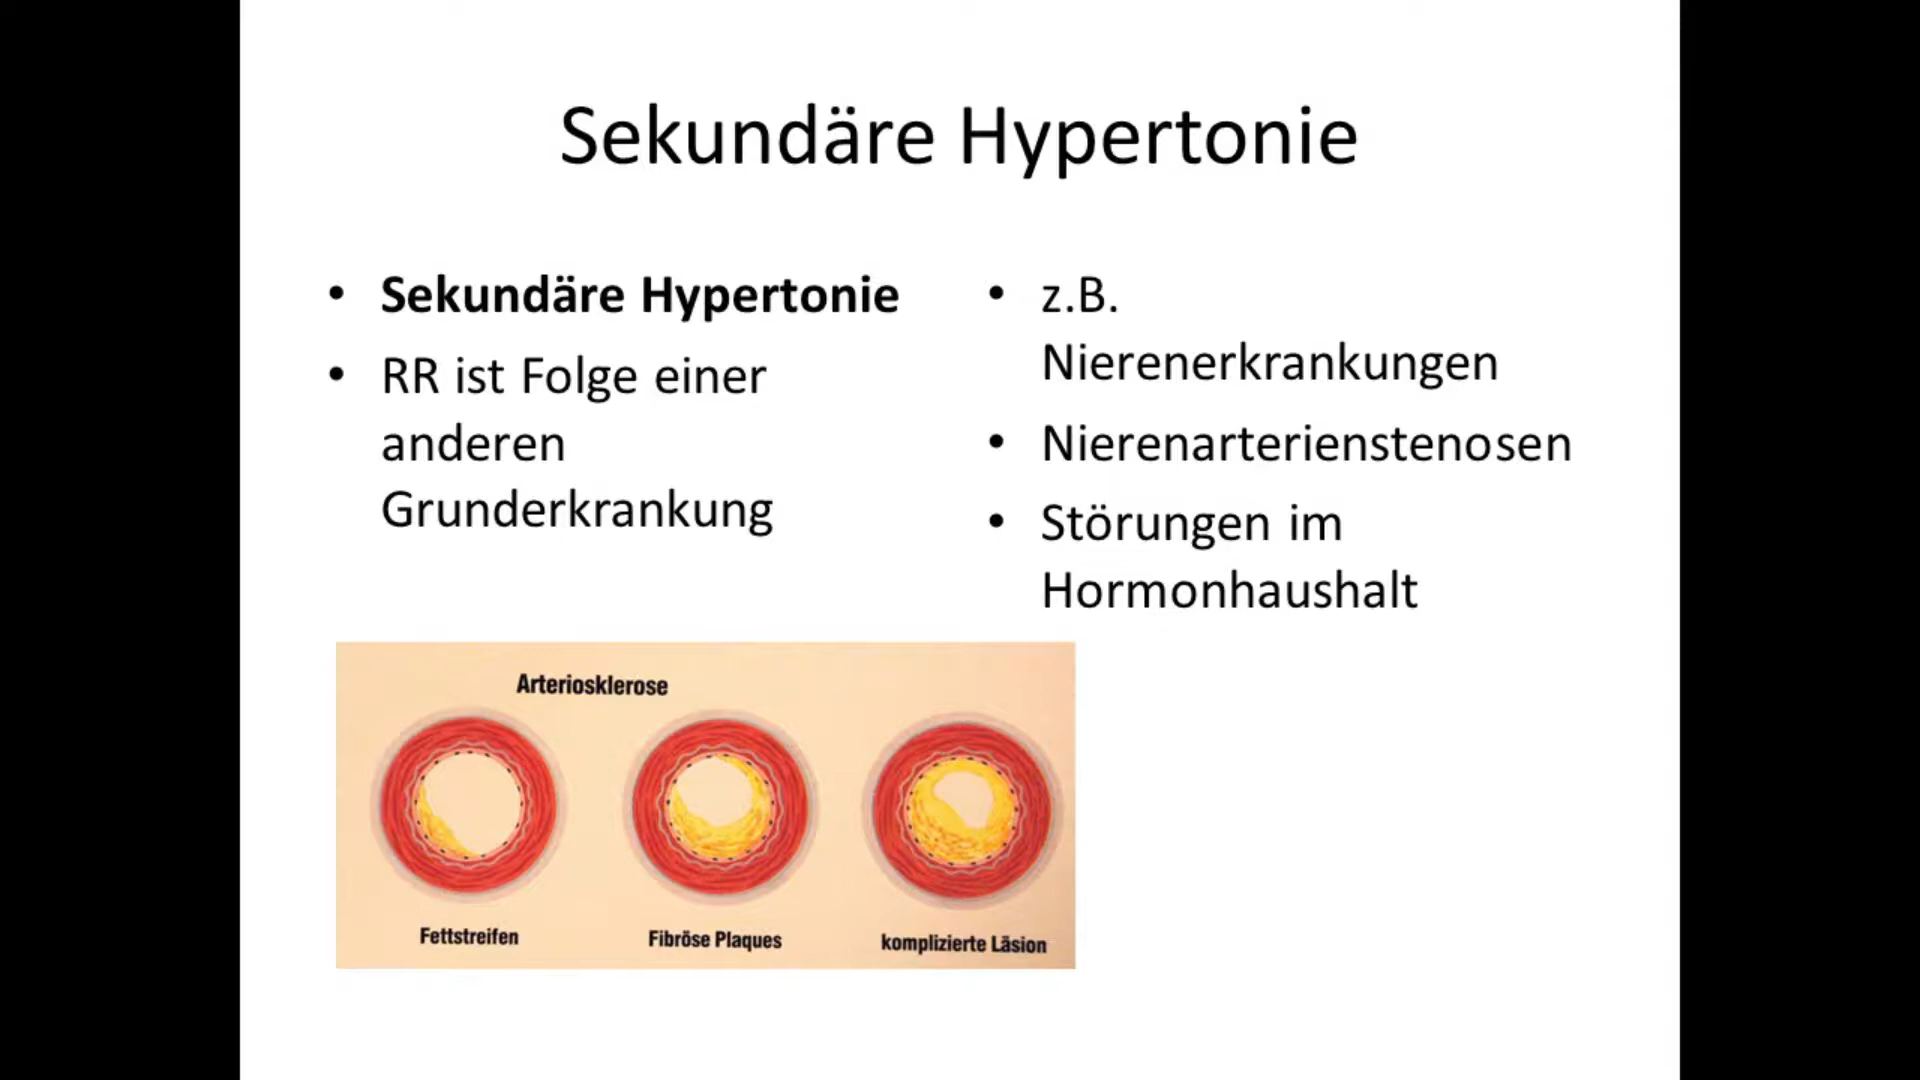 Sekundäre Hypertonie
• Sekundäre Hypertonie
• RR ist Folge einer
anderen
Grunderkrankung
• z.B.
Nierenerkrankungen
• Nierenarterienstenosen
• Störungen im
Hormonhaushalt
Arteriosklerose
Fettstreifen
Fibröse Plaques
komplizierte Läsion